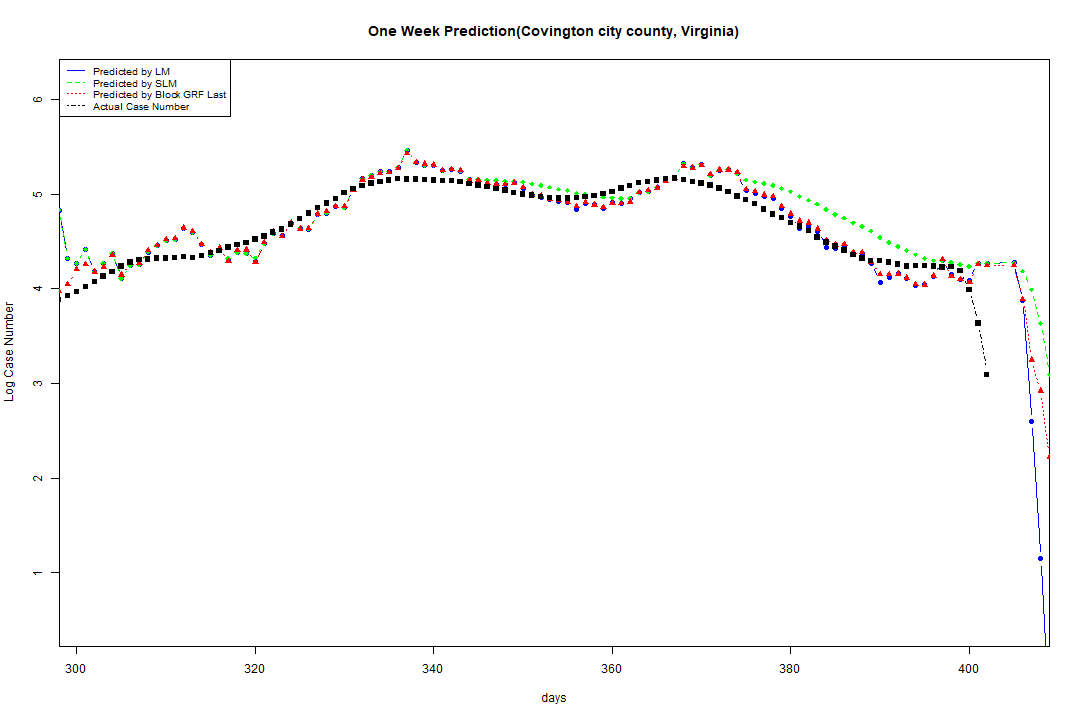 One Week Prediction(Covington city county, Virginia)
Predicted by LM
Predicted by SLM
Predicted by Block GRF Last
Actual Case Number
6
5
4
3
2
1
Log Case Number
300 320 340 360 380 400
days